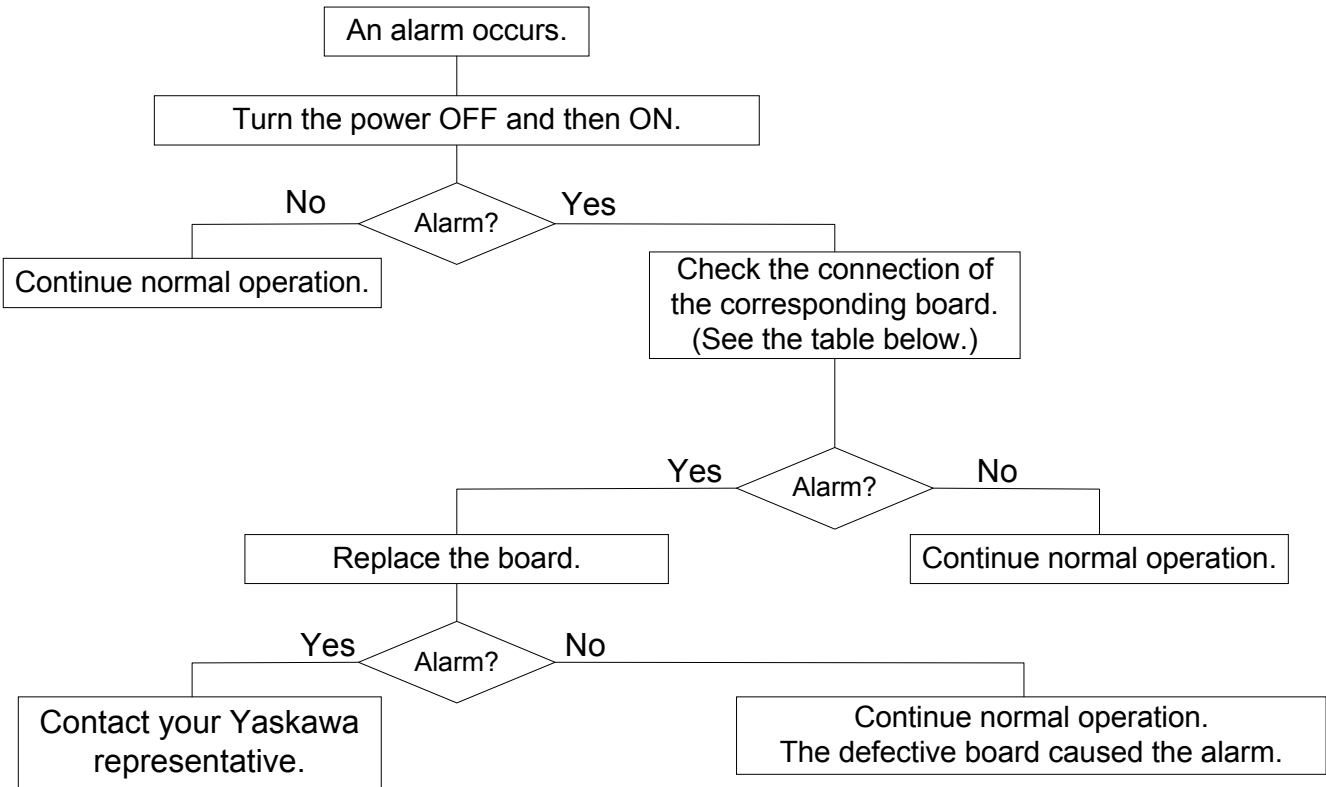 An alarm occurs.
Turn the power OFF and then ON.
No
Alarm?
Yes
Continue normal operation.
Check the connection of
the corresponding board.
(See the table below.)
Yes
Alarm?
No
Replace the board.
Continue normal operation.
Yes
Alarm?
No
Contact your Yaskawa
representative.
Continue normal operation.
The defective board caused the alarm.